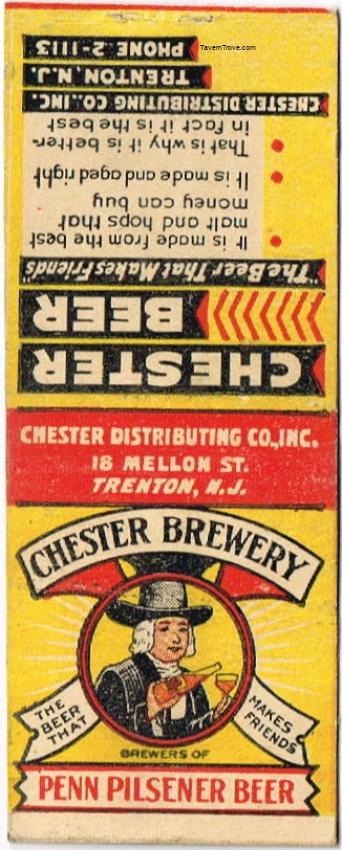 TavernTrove.com
CHESTER
BEER
"The Beer That Makes Friends"
It is made from the best
malt and hops that
money can buy
It is made and aged right
That is why it is better-
in fact it is the best
CHESTER DISTRIBUTING CO., INC.
TRENTON, N.J.
PHONE 2-1113
CHESTER DISTRIBUTING CO., INC.
18 MELLON ST.
TRENTON, N.J.
CHESTER BREWERY
THE
BEER
THAT
MAKES
FRIENDS
BREWERS OF
PENN PILSENER BEER